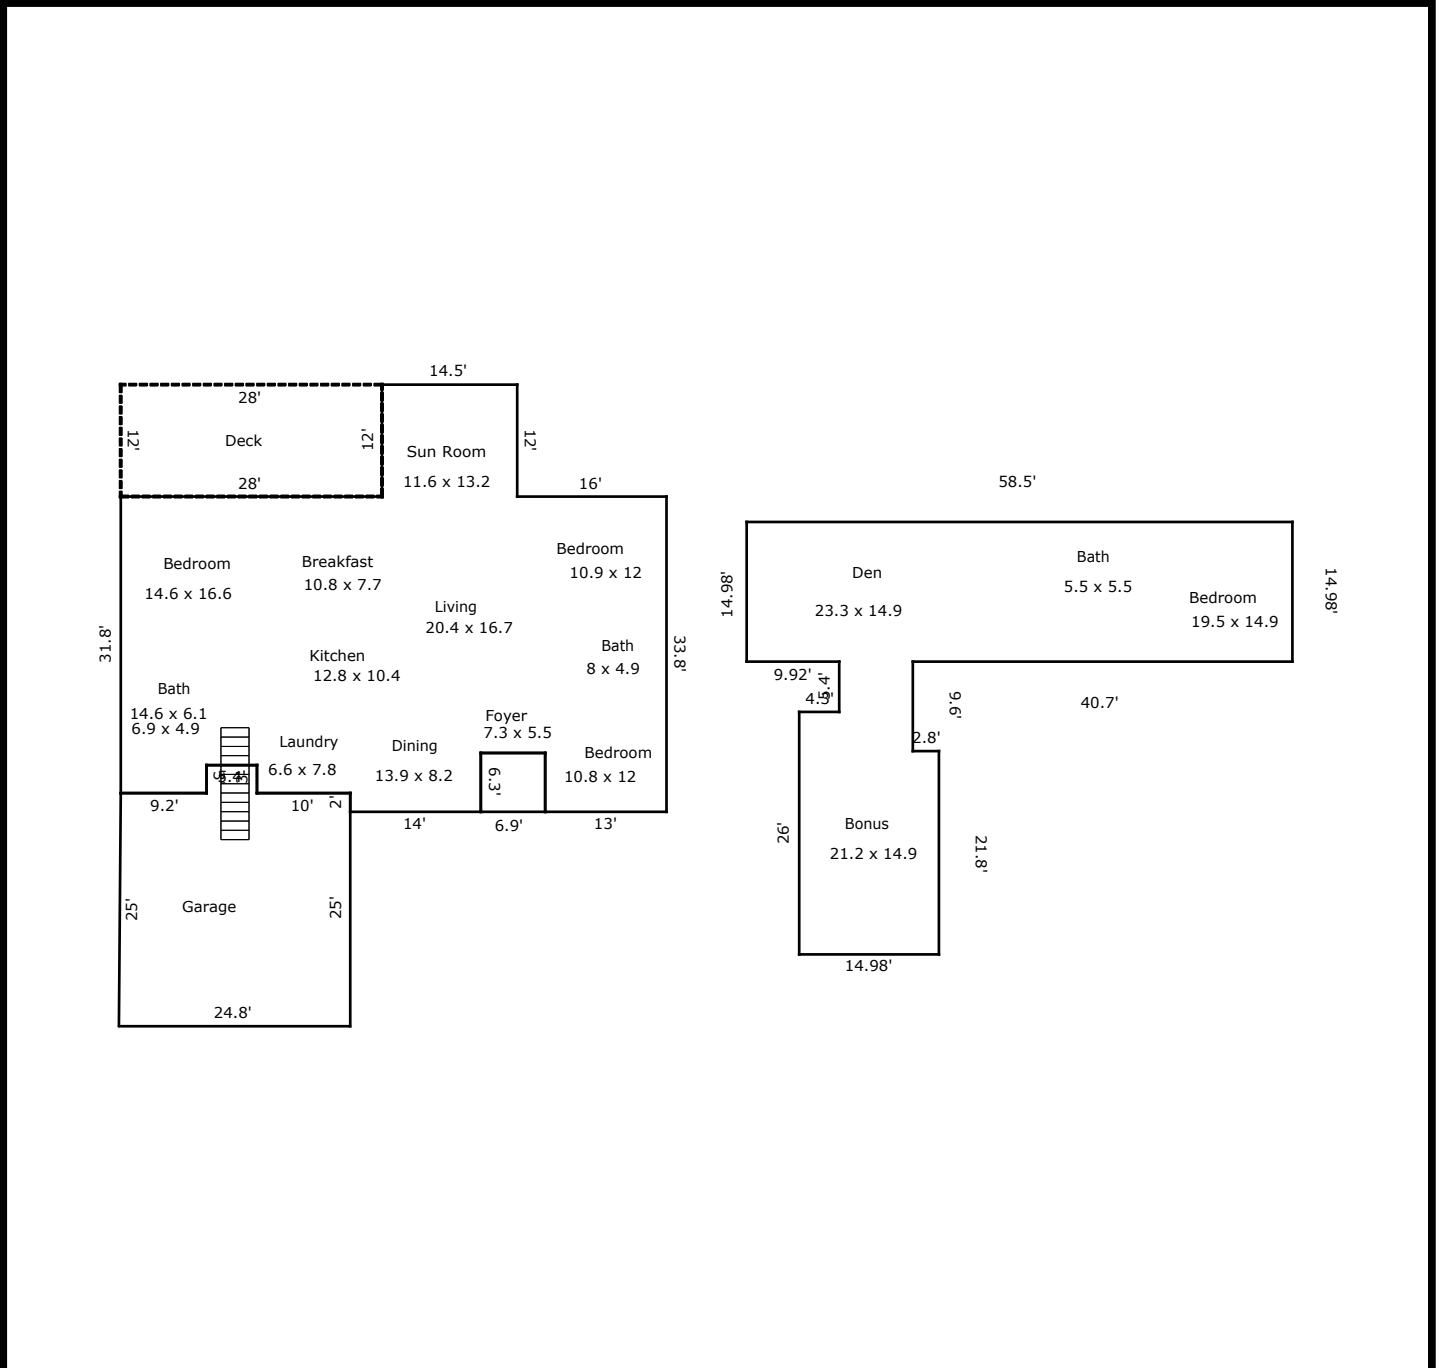 14.5'
28'
12'
Deck
12'
12'
Sun Room
11.6 x 13.2
28'
16'
Bedroom
14.6 x 16.6
Breakfast
10.8 x 7.7
Bedroom
10.9 x 12
Living
20.4 x 16.7
31.8'
Kitchen
12.8 x 10.4
Bath
8 x 4.9
33.8'
Bath
14.6 x 6.1
6.9 x 4.9
Foyer
7.3 x 5.5
Laundry
6.6 x 7.8
Dining
13.9 x 8.2
6.3'
Bedroom
10.8 x 12
5.4'
9.2'
10'
2'
14'
6.9'
13'
25'
Garage
25'
24.8'
58.5'
14.98'
Den
23.3 x 14.9
Bath
5.5 x 5.5
Bedroom
19.5 x 14.9
14.98'
9.92'
5.4'
9.6'
40.7'
2.8'
26'
Bonus
21.2 x 14.9
21.8'
14.98'